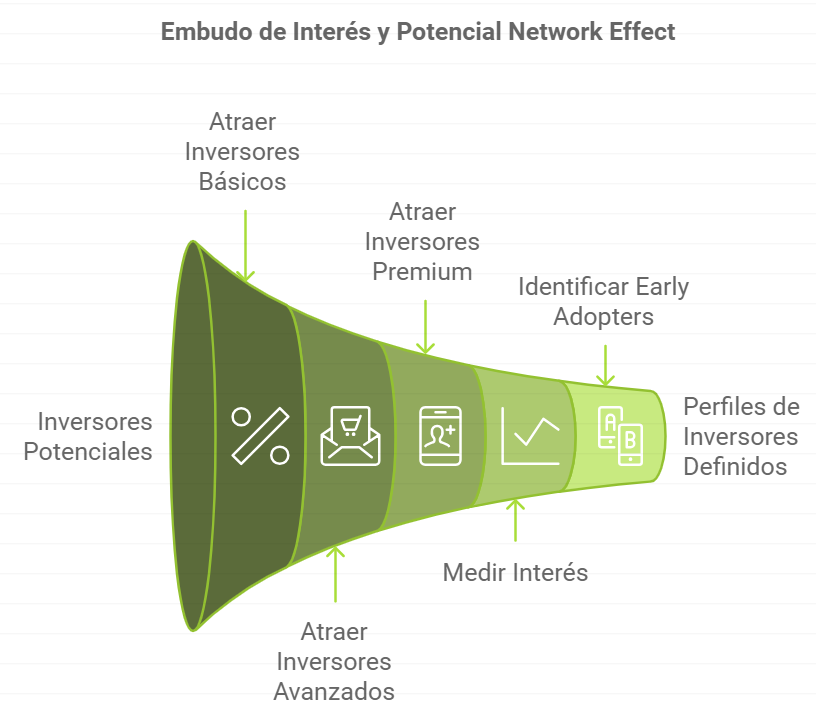 Embudo de Interés y Potencial Network Effect
Atraer
Inversores
Básicos
Atraer
Inversores
Premium
Identificar Early
Adopters
Inversores
Potenciales
A
B
Perfiles de
Inversores
Definidos
Medir Interés
Atraer
Inversores
Avanzados